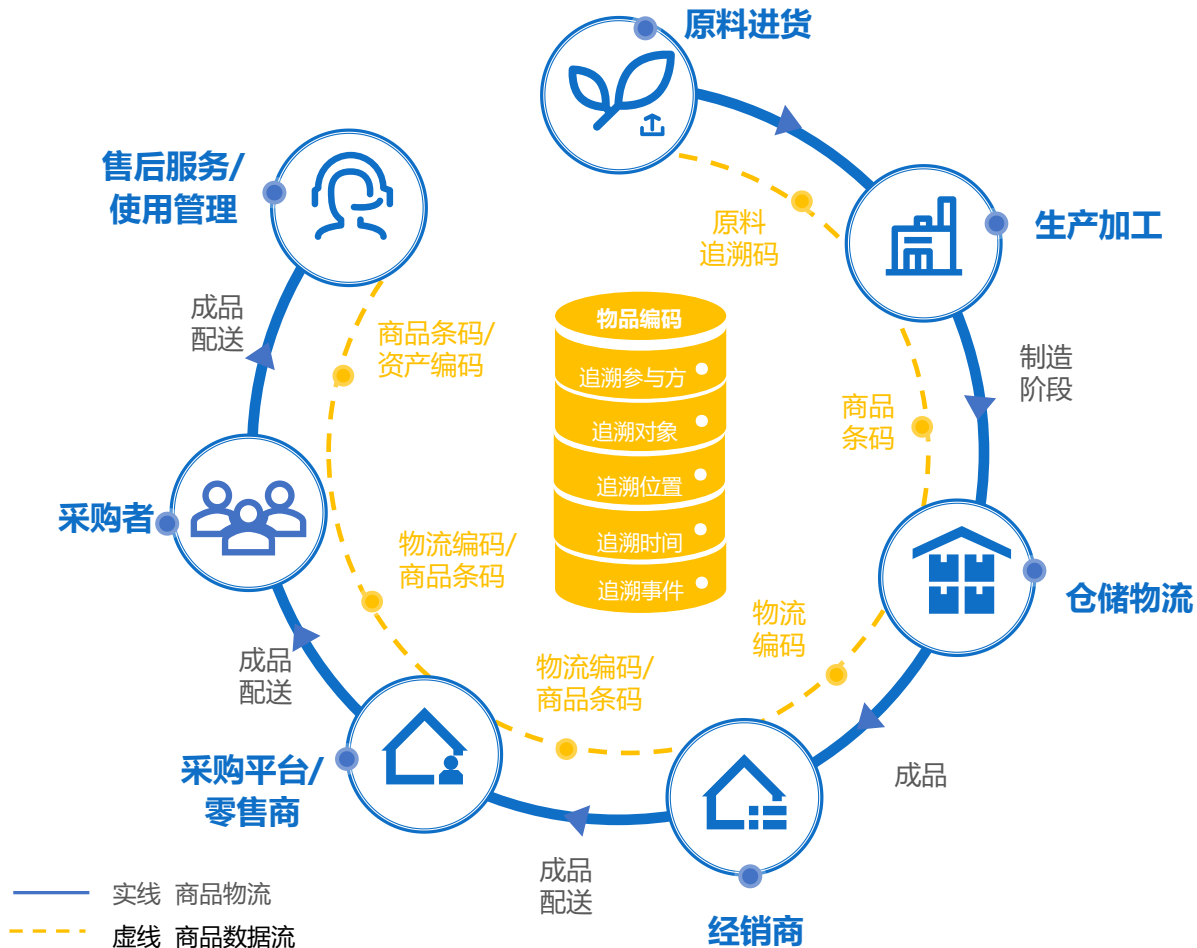 原料进货
原料
追溯码
生产加工
制造
阶段
商品
条码
仓储物流
物流
编码
成品
经销商
物流编码/
商品条码
成品
配送
采购平台/
零售商
物流编码/
商品条码
成品
配送
采购者
商品条码/
资产编码
成品
配送
售后服务/
使用管理
物品编码
追溯参与方
追溯对象
追溯位置
追溯时间
追溯事件
实线 商品物流
虚线 商品数据流